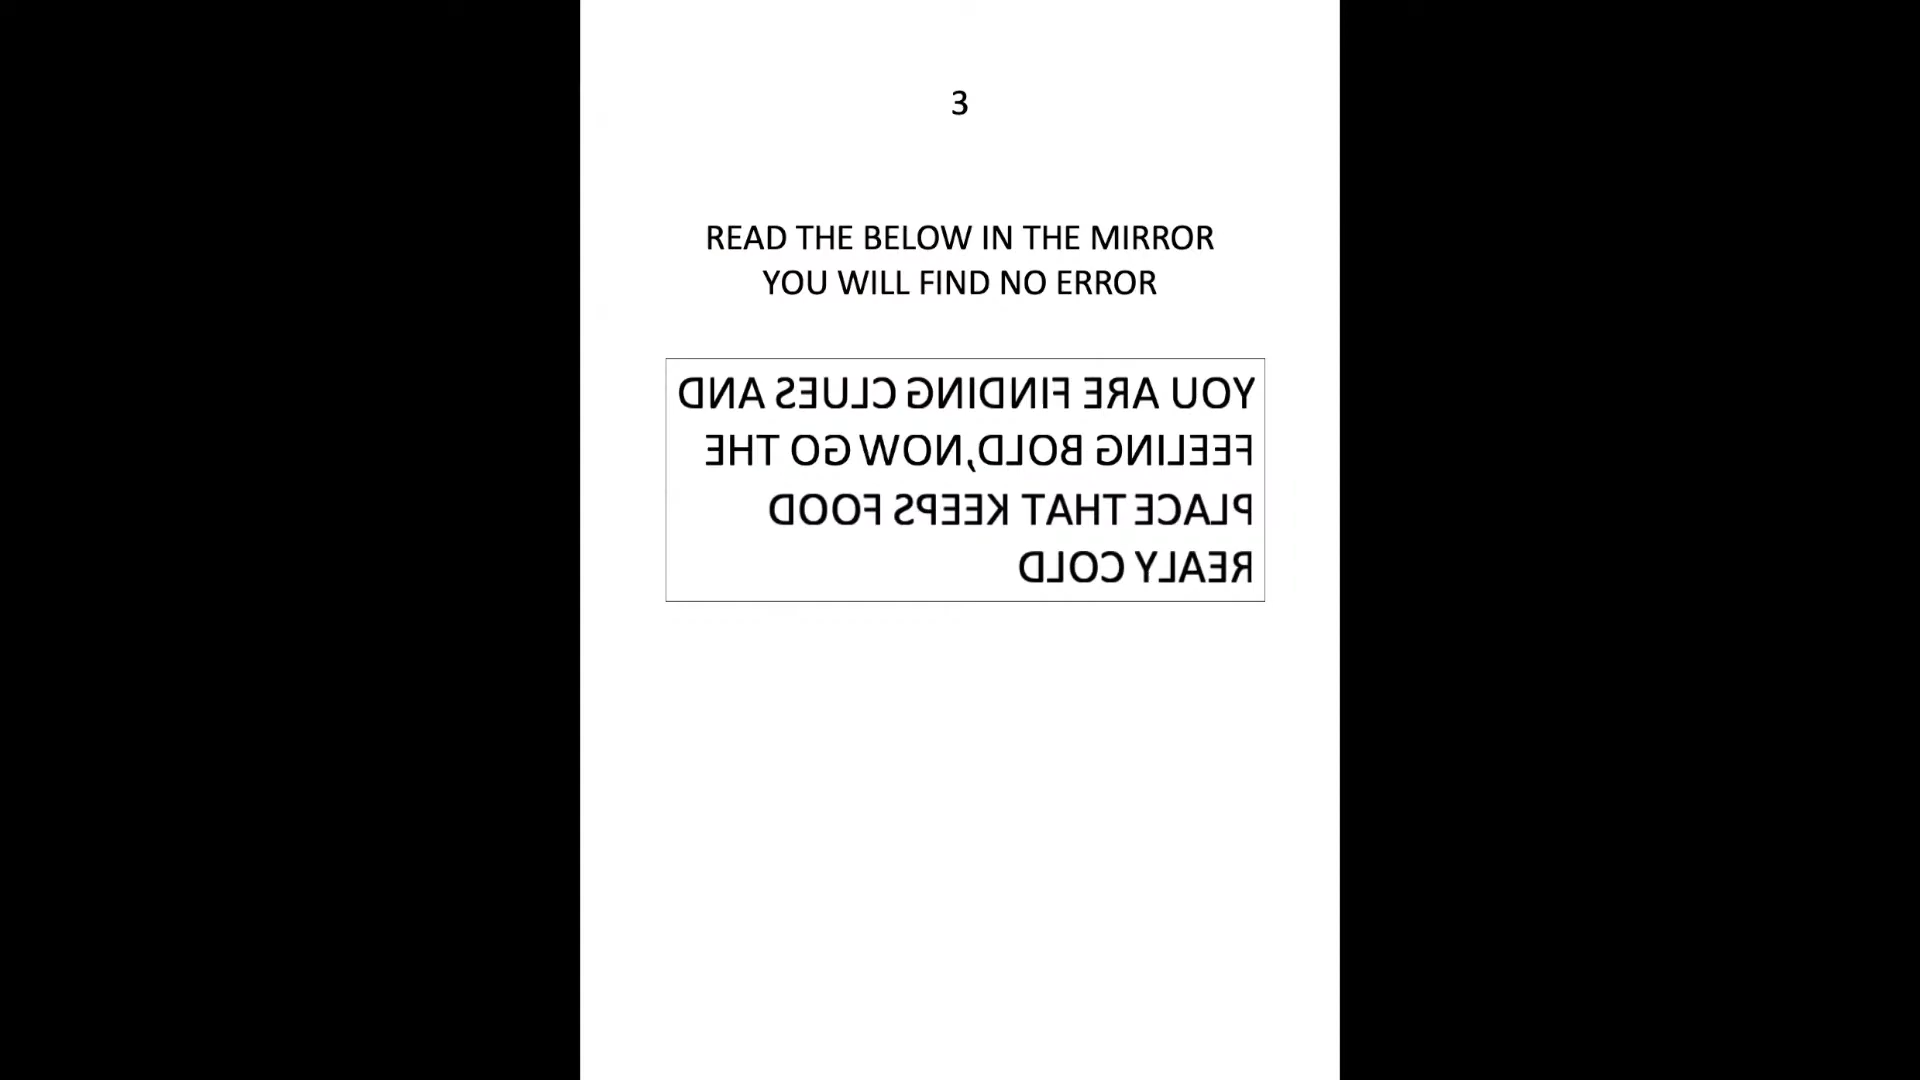 3
READ THE BELOW IN THE MIRROR
YOU WILL FIND NO ERROR
YOU ARE FINDING CLUES AND
FEELING BOLD,NOW GO THE
PLACE THAT KEEPS FOOD
REALY COLD